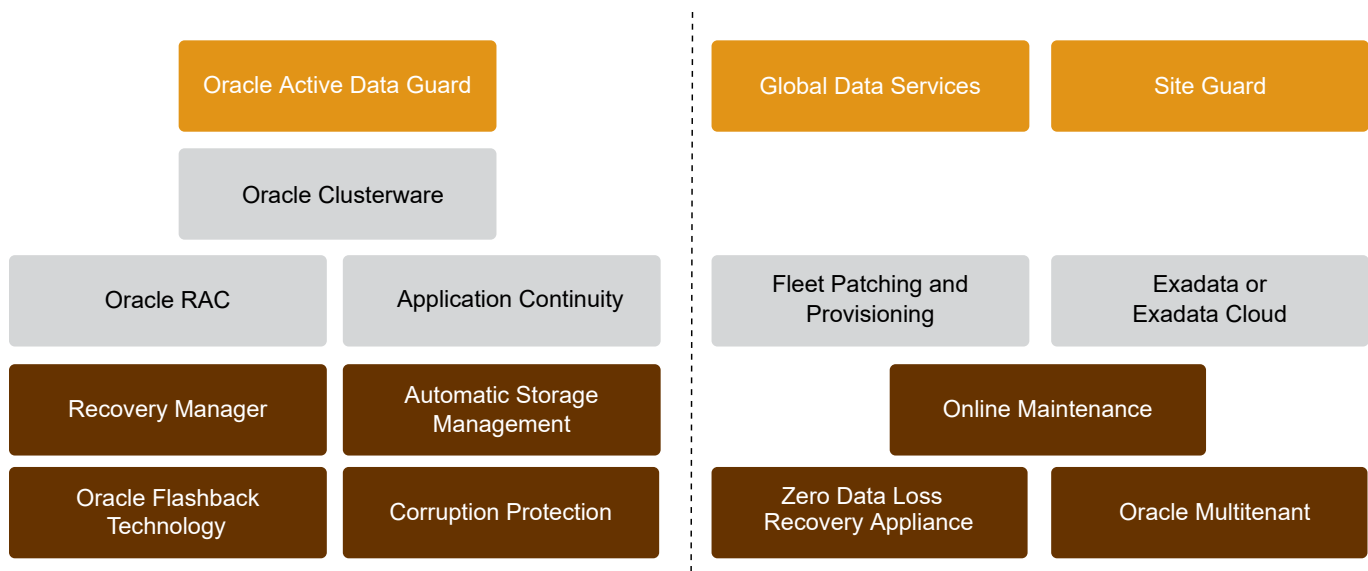 Oracle Active Data Guard
Global Data Services
Site Guard
Oracle Clusterware
Oracle RAC
Application Continuity
Fleet Patching and
Provisioning
Exadata or
Exadata Cloud
Recovery Manager
Automatic Storage
Management
Online Maintenance
Oracle Flashback
Technology
Corruption Protection
Zero Data Loss
Recovery Appliance
Oracle Multitenant